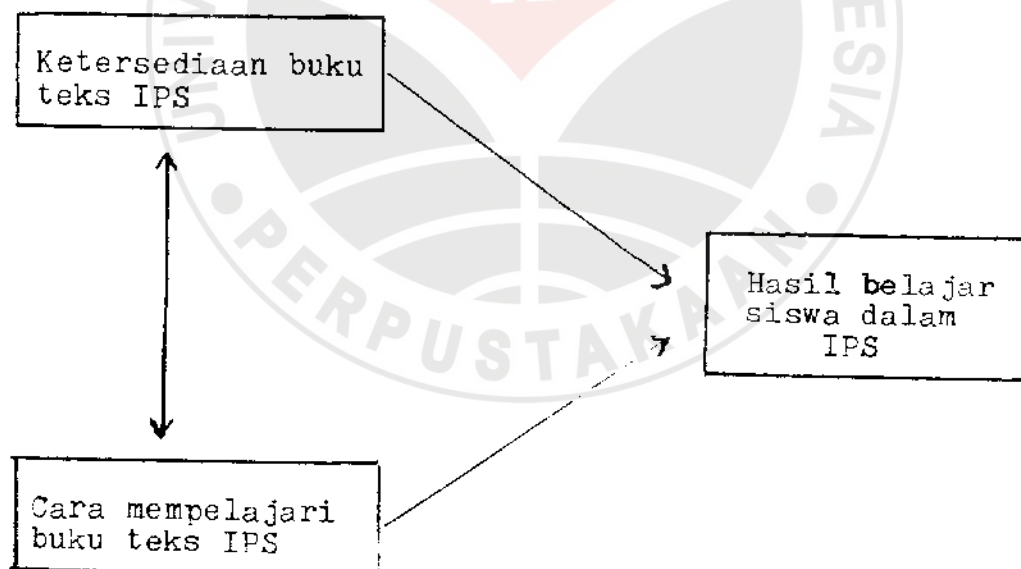 Ketersediaan buku
teks IPS
Hasil belajar
siswa dalam
IPS
Cara mempelajari
buku teks IPS
PERPUSTAKAAN